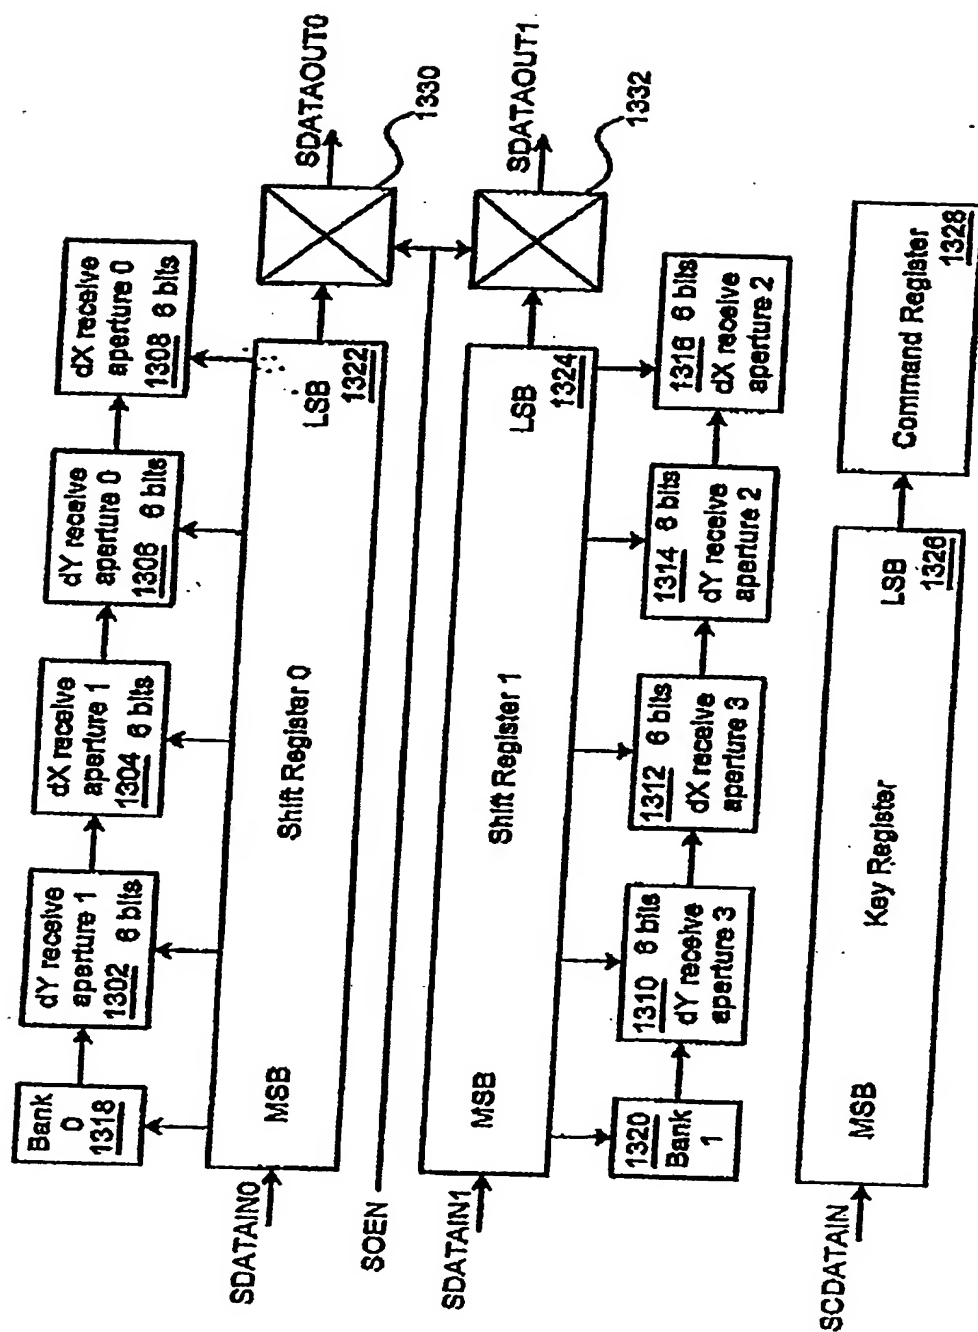 Bank
0
1318
dY receive
aperture 1
1302 6 bits
dX receive
aperture 1
1304 6 bits
dY receive
aperture 0
1306 6 bits
dX receive
aperture 0
1308 6 bits
SDATAIN0
MSB
Shift Register 0
LSB
1322
SDATAOUT0
1330
SOEN
SDATAIN1
MSB
Shift Register 1
LSB
1324
SDATAOUT1
1332
1320
Bank
1
1310 6 bits
dY receive
aperture 3
1312 6 bits
dX receive
aperture 3
1314 6 bits
dY receive
aperture 2
1316 6 bits
dX receive
aperture 2
SCDATAIN
MSB
Key Register
LSB
1326
Command Register
1328